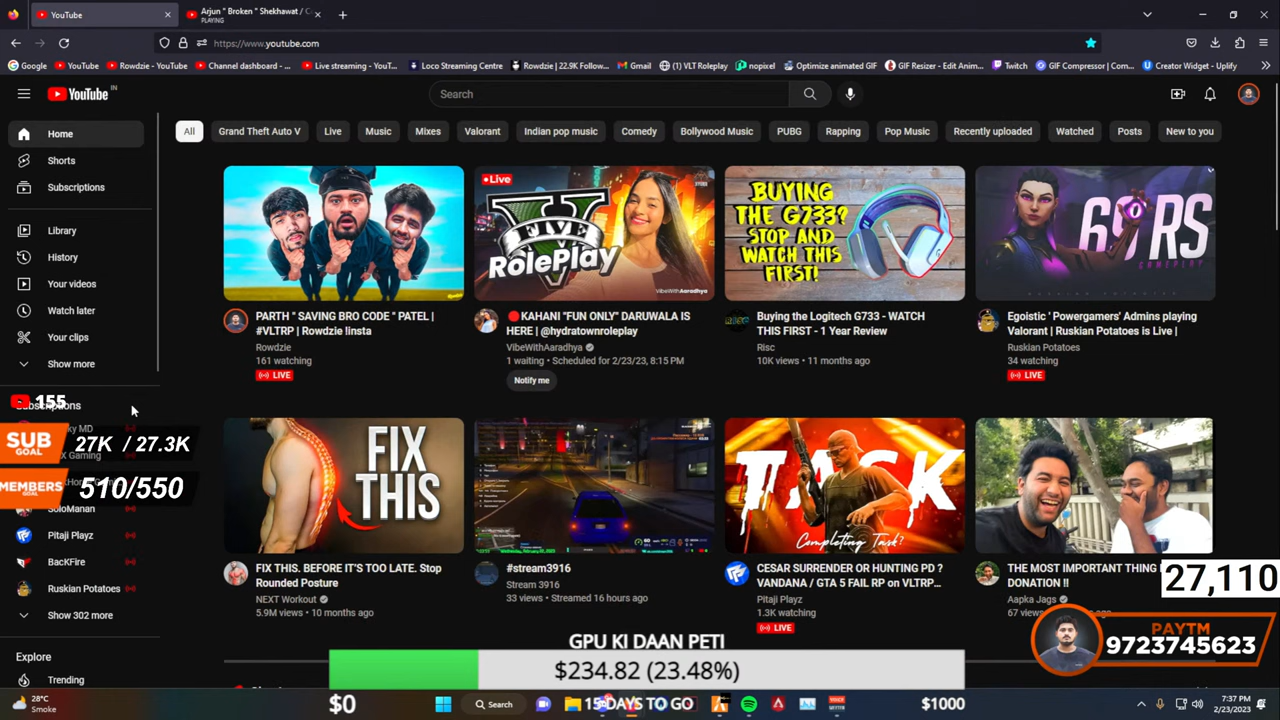 YouTube
Arjun " Broken " Shekhawat / C
PLAYING
https://www.youtube.com
Google
YouTube
Rowdzie - YouTube
Channel dashboard - ...
Live streaming - YouT...
Loco Streaming Centre
Rowdzie | 22.9K Follow...
Gmail
(1) VLT Roleplay
nopixel
Optimize animated GIF
GIF Resizer - Edit Anim...
Twitch
GIF Compressor | Com...
Creator Widget - Uplify
YouTube IN
Search
All
Grand Theft Auto V
Live
Music
Mixes
Valorant
Indian pop music
Comedy
Bollywood Music
PUBG
Rapping
Pop Music
Recently uploaded
Watched
Posts
New to you
Home
Shorts
Subscriptions
Library
History
Your videos
Watch later
Your clips
Show more
155
Subscriptions
ky MD
SUB GOAL
27K / 27.3K
X Gaming
MEMBERS GOAL
510/550
SoloManan
Pitaji Playz
BackFire
Ruskian Potatoes
Show 302 more
Explore
Trending
PARTH " SAVING BRO CODE " PATEL |
#VLTRP | Rowdzie !insta
Rowdzie
161 watching
LIVE
Live
V
FIVE
RolePlay
VibeWithAaradhya
KAHANI "FUN ONLY" DARUWALA IS
HERE | @hydratownroleplay
VibeWithAaradhya
1 waiting • Scheduled for 2/23/23, 8:15 PM
Notify me
BUYING
THE G733?
STOP AND
WATCH THIS
FIRST!
Buying the Logitech G733 - WATCH
THIS FIRST - 1 Year Review
Risc
10K views • 11 months ago
69 RS
GAMEPLAY
RUSKIAN POTATOES
Egoistic ' Powergamers' Admins playing
Valorant | Ruskian Potatoes is Live |
Ruskian Potatoes
34 watching
LIVE
FIX
THIS
FIX THIS. BEFORE IT'S TOO LATE. Stop
Rounded Posture
NEXT Workout
5.9M views • 10 months ago
#stream3916
Stream 3916
33 views • Streamed 16 hours ago
TASK
Completing Task?
CESAR SURRENDER OR HUNTING PD ?
VANDANA / GTA 5 FAIL RP on VLTRP...
Pitaji Playz
1.3K watching
LIVE
THE MOST IMPORTANT THING
DONATION !!
Aapka Jags
67 views
ago
27,110
PAYTM
9723745623
GPU KI DAAN PETI
$234.82 (23.48%)
$0
15 DAYS TO GO
$1000
28°C
Smoke
Search
7:37 PM
2/23/2023